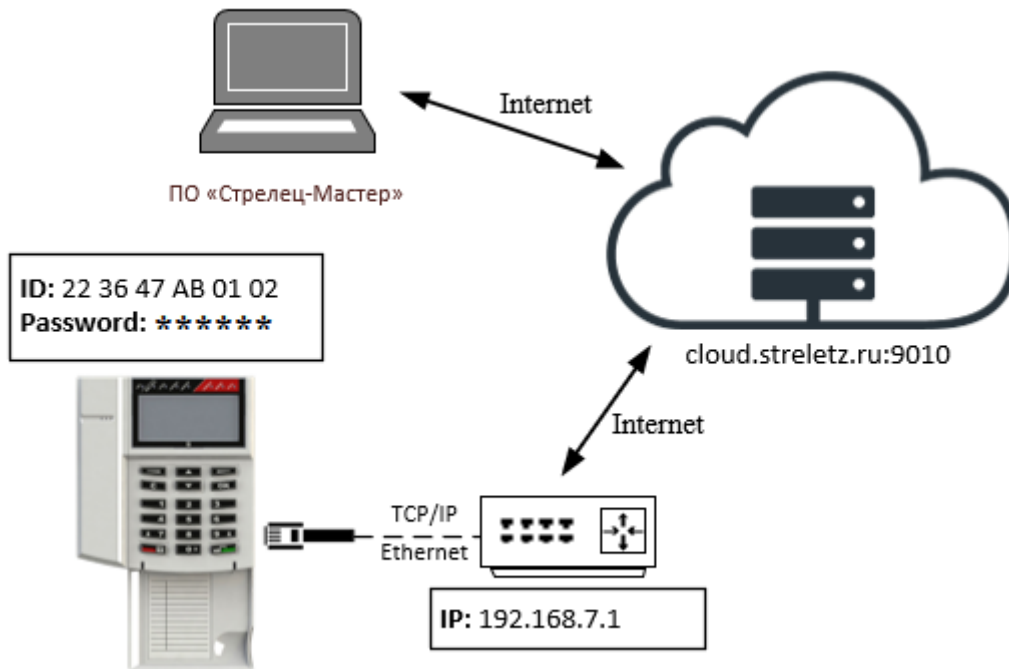 Internet
ПО «Стрелец-Мастер»
ID: 22 36 47 AB 01 02
Password: ******
cloud.streletz.ru:9010
Internet
TCP/IP
Ethernet
IP: 192.168.7.1